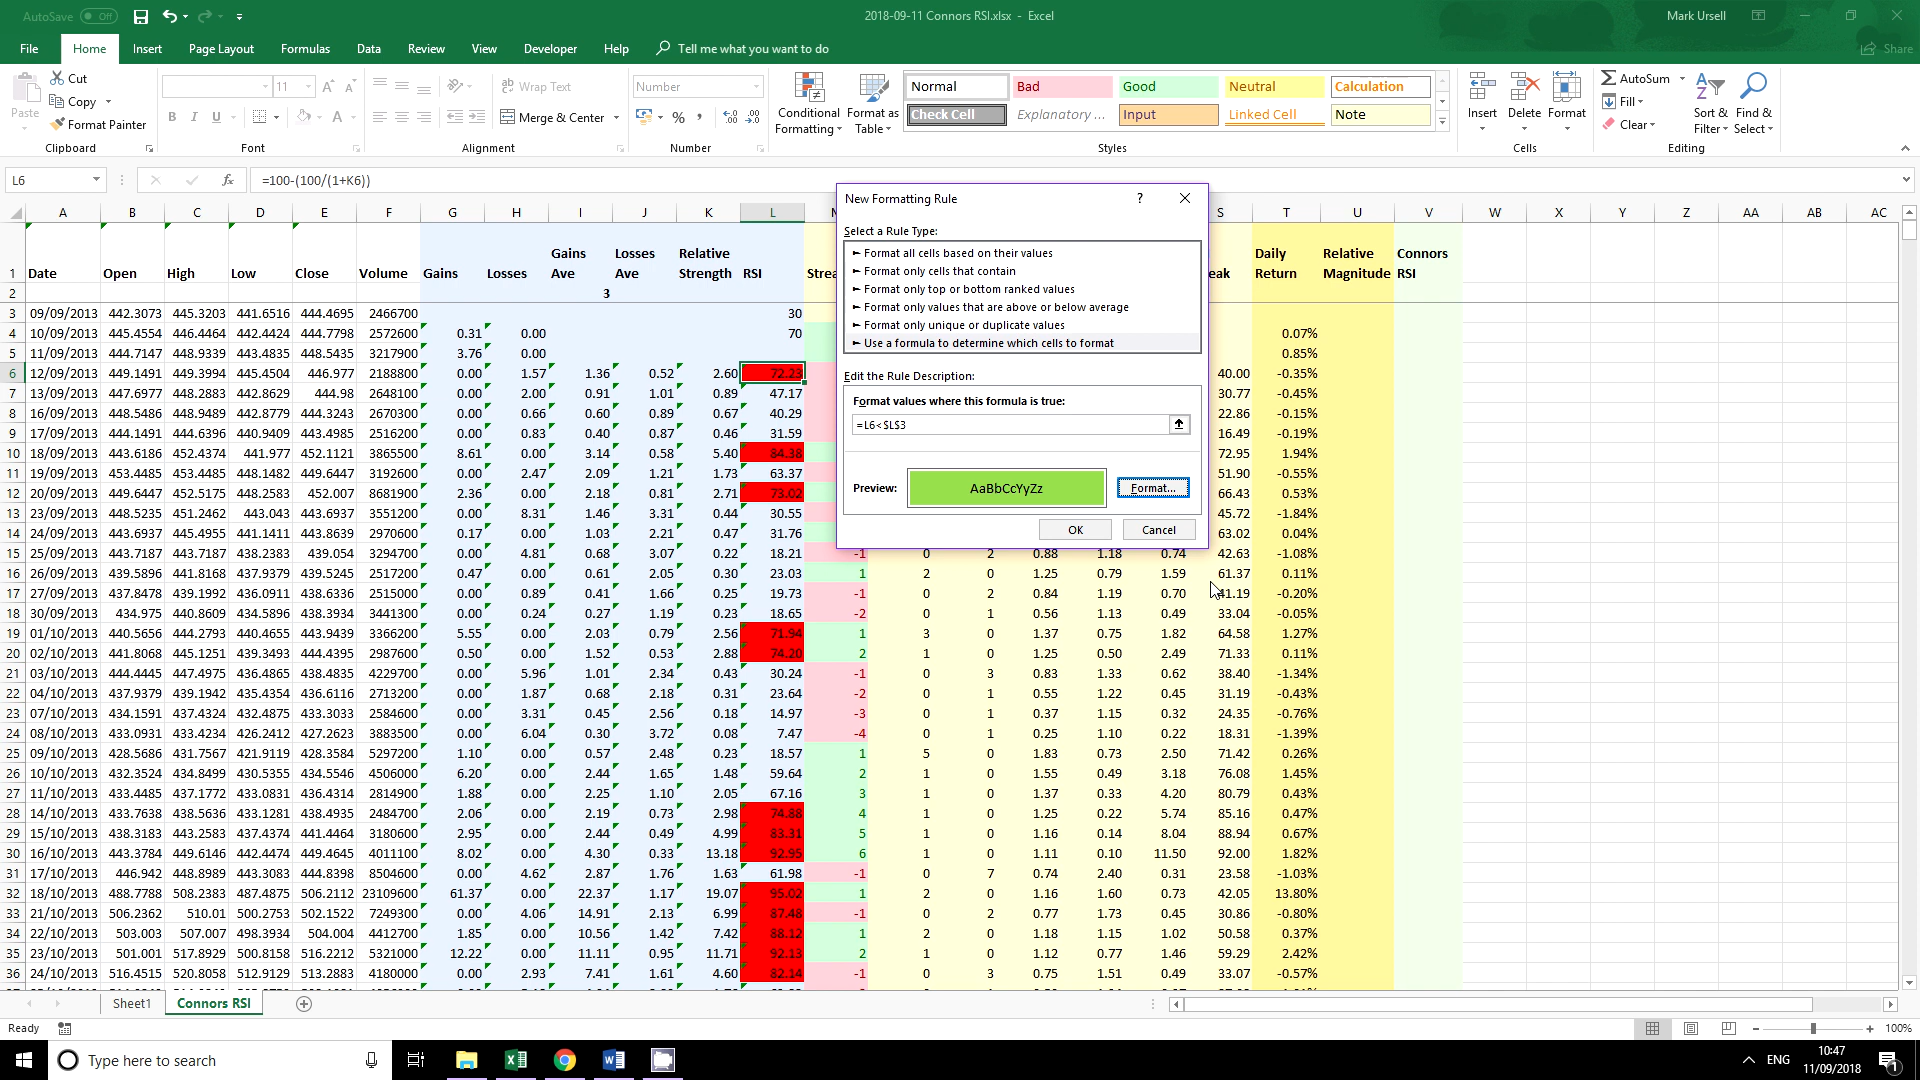 AutoSave Off
2018-09-11 Connors RSI.xlsx - Excel
Mark Ursell
File Home Insert Page Layout Formulas Data Review View Developer Help Tell me what you want to do Share
Paste
Cut
Copy
Format Painter
Clipboard
11
B I U
Font
Wrap Text
Merge & Center
Alignment
Number
Number
Conditional Formatting
Format as Table
Normal Bad Good Neutral Calculation
Check Cell Explanatory ... Input Linked Cell Note
Styles
Insert Delete Format
Cells
AutoSum
Fill
Clear
Sort & Filter
Find & Select
Editing
L6 fx =100-(100/(1+K6))
A B C D E F G H I J K L M S T U V W X Y Z AA AB AC
1 Date Open High Low Close Volume Gains Losses Gains Ave Losses Ave Relative Strength RSI Strea eak Daily Return Relative Magnitude Connors RSI
2 3
3 09/09/2013 442.3073 445.3203 441.6516 444.4695 2466700 30
4 10/09/2013 445.4554 446.4464 442.4424 444.7798 2572600 0.31 0.00 70 0.07%
5 11/09/2013 444.7147 448.9339 443.4835 448.5435 3217900 3.76 0.00 0.85%
6 12/09/2013 449.1491 449.3994 445.4504 446.977 2188800 0.00 1.57 1.36 0.52 2.60 72.23 40.00 -0.35%
7 13/09/2013 447.6977 448.2883 442.8629 444.98 2648100 0.00 2.00 0.91 1.01 0.89 47.17 30.77 -0.45%
8 16/09/2013 448.5486 448.9489 442.8779 444.3243 2670300 0.00 0.66 0.60 0.89 0.67 40.29 22.86 -0.15%
9 17/09/2013 444.1491 444.6396 440.9409 443.4985 2516200 0.00 0.83 0.40 0.87 0.46 31.59 16.49 -0.19%
10 18/09/2013 443.6186 452.4374 441.977 452.1121 3865500 8.61 0.00 3.14 0.58 5.40 84.38 72.95 1.94%
11 19/09/2013 453.4485 453.4485 448.1482 449.6447 3192600 0.00 2.47 2.09 1.21 1.73 63.37 51.90 -0.55%
12 20/09/2013 449.6447 452.5175 448.2583 452.007 8681900 2.36 0.00 2.18 0.81 2.71 73.02 66.43 0.53%
13 23/09/2013 448.5235 451.2462 443.043 443.6937 3551200 0.00 8.31 1.46 3.31 0.44 30.55 45.72 -1.84%
14 24/09/2013 443.6937 445.4955 441.1411 443.8639 2970600 0.17 0.00 1.03 2.21 0.47 31.76 63.02 0.04%
15 25/09/2013 443.7187 443.7187 438.2383 439.054 3294700 0.00 4.81 0.68 3.07 0.22 18.21 -1 0 2 0.88 1.18 0.74 42.63 -1.08%
16 26/09/2013 439.5896 441.8168 437.9379 439.5245 2517200 0.47 0.00 0.61 2.05 0.30 23.03 1 2 0 1.25 0.79 1.59 61.37 0.11%
17 27/09/2013 437.8478 439.1992 436.0911 438.6336 2515000 0.00 0.89 0.41 1.66 0.25 19.73 -1 0 2 0.84 1.19 0.70 41.19 -0.20%
18 30/09/2013 434.975 440.8609 434.5896 438.3934 3441300 0.00 0.24 0.27 1.19 0.23 18.65 -2 0 1 0.56 1.13 0.49 33.04 -0.05%
19 01/10/2013 440.5656 444.2793 440.4655 443.9439 3366200 5.55 0.00 2.03 0.79 2.56 71.94 1 3 0 1.37 0.75 1.82 64.58 1.27%
20 02/10/2013 441.8068 445.1251 439.3493 444.4395 2987600 0.50 0.00 1.52 0.53 2.88 74.20 2 1 0 1.25 0.50 2.49 71.33 0.11%
21 03/10/2013 444.4445 447.4975 436.4865 438.4835 4229700 0.00 5.96 1.01 2.34 0.43 30.24 -1 0 3 0.83 1.33 0.62 38.40 -1.34%
22 04/10/2013 437.9379 439.1942 435.4354 436.6116 2713200 0.00 1.87 0.68 2.18 0.31 23.64 -2 0 1 0.55 1.22 0.45 31.19 -0.43%
23 07/10/2013 434.1591 437.4324 432.4875 433.3033 2584600 0.00 3.31 0.45 2.56 0.18 14.97 -3 0 1 0.37 1.15 0.32 24.35 -0.76%
24 08/10/2013 433.0931 433.4234 426.2412 427.2623 3883500 0.00 6.04 0.30 3.72 0.08 7.47 -4 0 1 0.25 1.10 0.22 18.31 -1.39%
25 09/10/2013 428.5686 431.7567 421.9119 428.3584 5297200 1.10 0.00 0.57 2.48 0.23 18.57 1 5 0 1.83 0.73 2.50 71.42 0.26%
26 10/10/2013 432.3524 434.8499 430.5355 434.5546 4506000 6.20 0.00 2.44 1.65 1.48 59.64 2 1 0 1.55 0.49 3.18 76.08 1.45%
27 11/10/2013 433.4485 437.1772 433.0831 436.4314 2814900 1.88 0.00 2.25 1.10 2.05 67.16 3 1 0 1.37 0.33 4.20 80.79 0.43%
28 14/10/2013 433.7638 438.5636 433.1281 438.4935 2484700 2.06 0.00 2.19 0.73 2.98 74.88 4 1 0 1.25 0.22 5.74 85.16 0.47%
29 15/10/2013 438.3183 443.2583 437.4374 441.4464 3180600 2.95 0.00 2.44 0.49 4.99 83.31 5 1 0 1.16 0.14 8.04 88.94 0.67%
30 16/10/2013 443.3784 449.6146 442.4474 449.4645 4011100 8.02 0.00 4.30 0.33 13.18 92.95 6 1 0 1.11 0.10 11.50 92.00 1.82%
31 17/10/2013 446.942 448.8989 443.3083 444.8398 8504600 0.00 4.62 2.87 1.76 1.63 61.98 -1 0 7 0.74 2.40 0.31 23.58 -1.03%
32 18/10/2013 488.7788 508.2383 487.4875 506.2112 23109600 61.37 0.00 22.37 1.17 19.07 95.02 1 2 0 1.16 1.60 0.73 42.05 13.80%
33 21/10/2013 506.2362 510.01 500.2753 502.1522 7249300 0.00 4.06 14.91 2.13 6.99 87.48 -1 0 2 0.77 1.73 0.45 30.86 -0.80%
34 22/10/2013 503.003 507.007 498.3934 504.004 4412700 1.85 0.00 10.56 1.42 7.42 88.12 1 2 0 1.18 1.15 1.02 50.58 0.37%
35 23/10/2013 501.001 517.8929 500.8158 516.2212 5321000 12.22 0.00 11.11 0.95 11.71 92.13 2 1 0 1.12 0.77 1.46 59.29 2.42%
36 24/10/2013 516.4515 520.8058 512.9129 513.2883 4180000 0.00 2.93 7.41 1.61 4.60 82.14 -1 0 3 0.75 1.51 0.49 33.07 -0.57%
New Formatting Rule ?
Select a Rule Type:
► Format all cells based on their values
► Format only cells that contain
► Format only top or bottom ranked values
► Format only values that are above or below average
► Format only unique or duplicate values
► Use a formula to determine which cells to format
Edit the Rule Description:
Format values where this formula is true:
=L6<$L$3
Preview: AaBbCcYyZz Format...
OK Cancel
Sheet1 Connors RSI
Ready 100%
Type here to search
ENG
10:47
11/09/2018
1